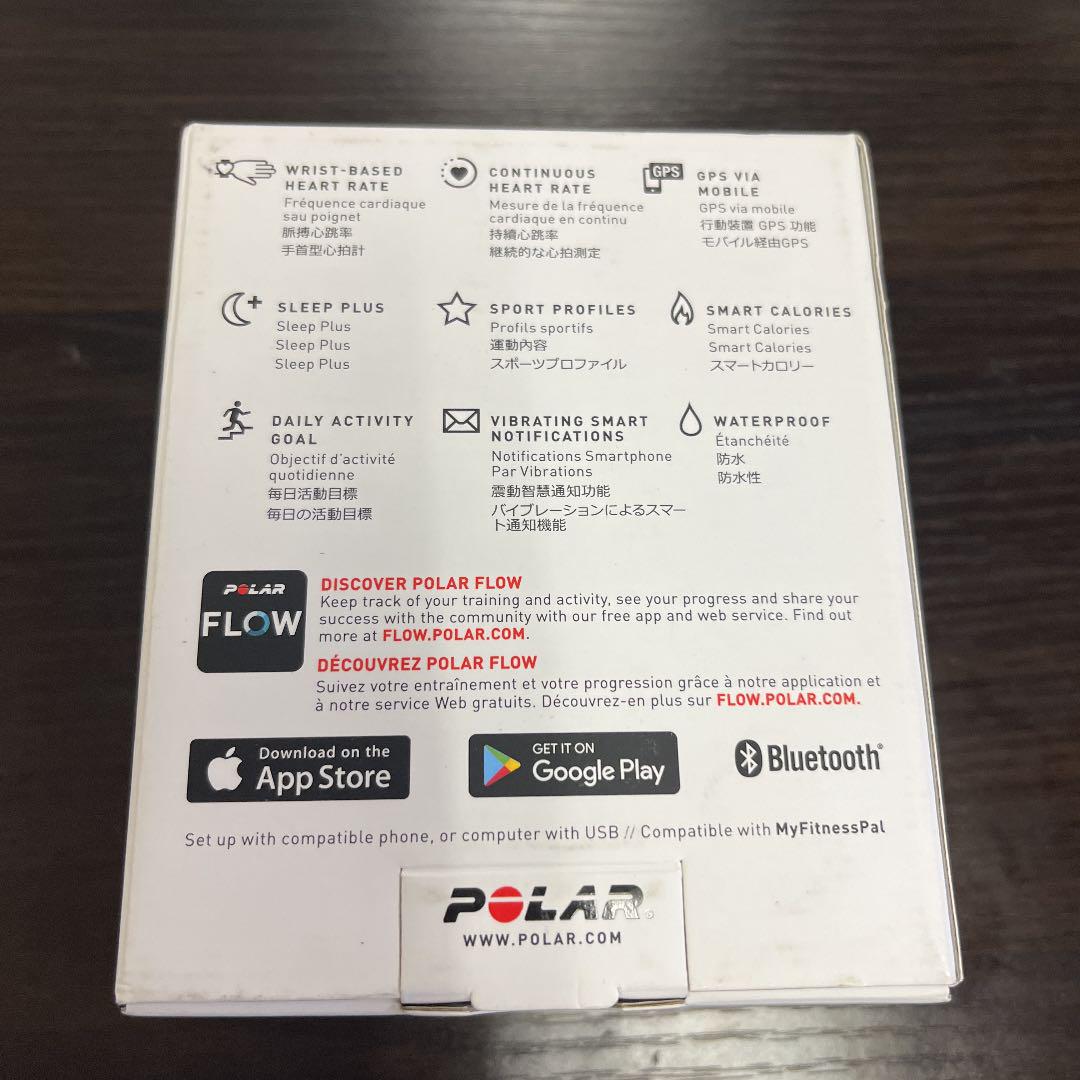 WRIST-BASED
HEART RATE
Fréquence cardiaque
sau poignet
脈搏心跳率
手首型心拍計
CONTINUOUS
HEART RATE
Mesure de la fréquence
cardiaque en continu
持續心跳率
継続的な心拍測定
GPS
GPS VIA
MOBILE
GPS via mobile
行動裝置 GPS 功能
モバイル経由GPS
SLEEP PLUS
Sleep Plus
Sleep Plus
Sleep Plus
SPORT PROFILES
Profils sportifs
運動內容
スポーツプロファイル
SMART CALORIES
Smart Calories
Smart Calories
スマートカロリー
DAILY ACTIVITY
GOAL
Objectif d'activité
quotidienne
每日活動目標
毎日の活動目標
VIBRATING SMART
NOTIFICATIONS
Notifications Smartphone
Par Vibrations
震動智慧通知功能
バイブレーションによるスマー
ト通知機能
WATERPROOF
Étanchéité
防水
防水性
POLAR
FLOW
DISCOVER POLAR FLOW
Keep track of your training and activity, see your progress and share your
success with the community with our free app and web service. Find out
more at FLOW.POLAR.COM.
DÉCOUVREZ POLAR FLOW
Suivez votre entraînement et votre progression grâce à notre application et
à notre service Web gratuits. Découvrez-en plus sur FLOW.POLAR.COM.
Download on the
App Store
GET IT ON
Google Play
Bluetooth®
Set up with compatible phone, or computer with USB // Compatible with MyFitnessPal
POLAR®
WWW.POLAR.COM